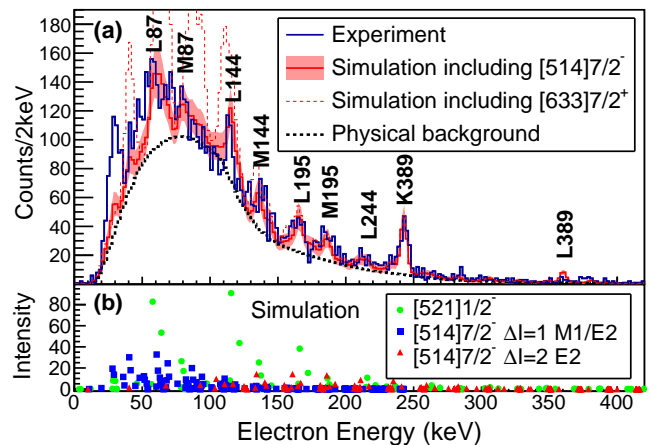 (a)
L87
M87
L144
M144
L195
M195
L244
K389
L389
Experiment
Simulation including [514]7/2-
Simulation including [633]7/2+
Physical background
Counts/2keV
180
160
140
120
100
80
60
40
20
(b)
Simulation
[521]1/2-
[514]7/2- ΔI=1 M1/E2
[514]7/2- ΔI=2 E2
Intensity
80
60
40
20
0
0 50 100 150 200 250 300 350 400
Electron Energy (keV)